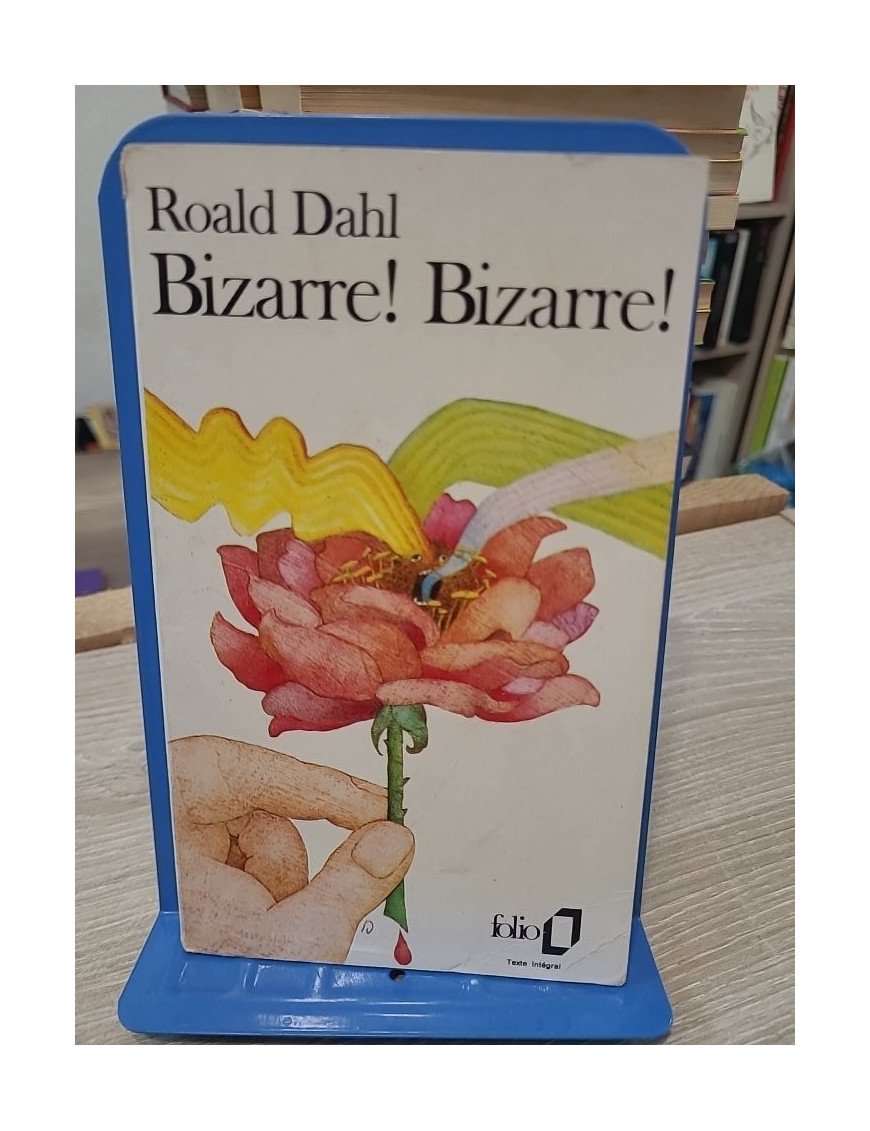 Roald Dahl
Bizarre! Bizarre!
folio
Texte intégral